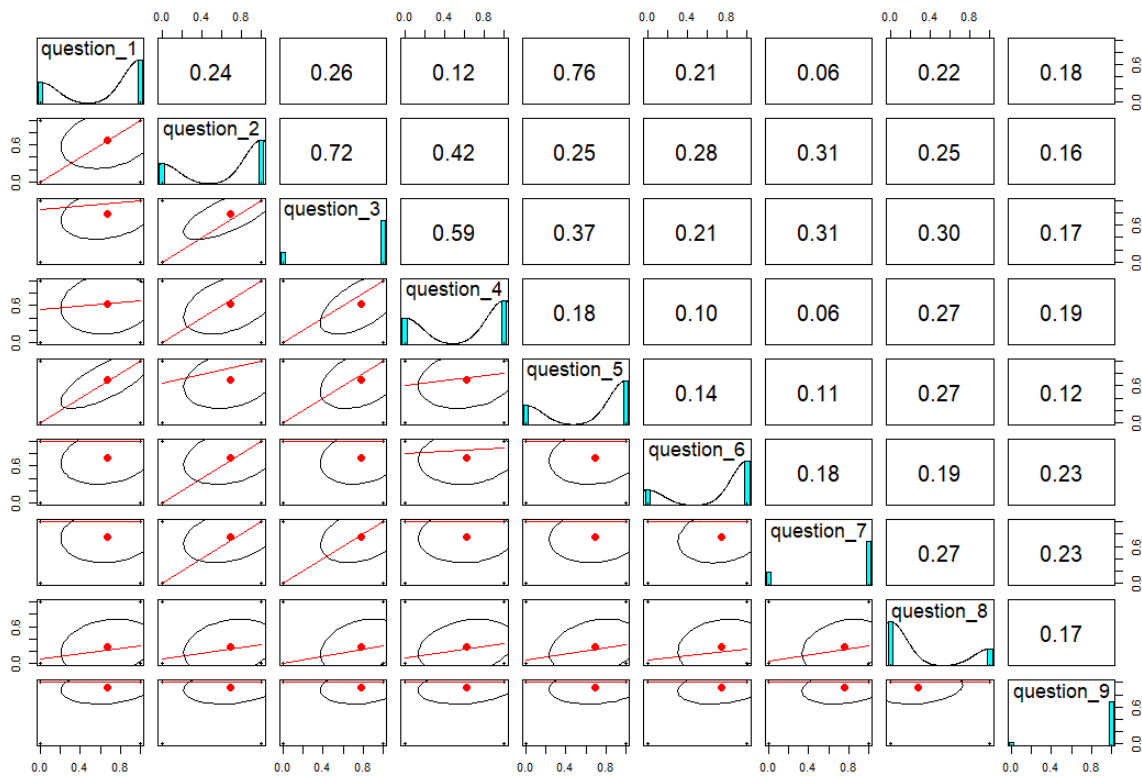 0.0 0.4 0.8 0.0 0.4 0.8 0.0 0.4 0.8 0.0 0.4 0.8
question_1 0.24 0.26 0.12 0.76 0.21 0.06 0.22 0.18 0.0 0.6
0.0 0.6 question_2 0.72 0.42 0.25 0.28 0.31 0.25 0.16
question_3 0.59 0.37 0.21 0.31 0.30 0.17 0.0 0.6
0.0 0.6 question_4 0.18 0.10 0.06 0.27 0.19
question_5 0.14 0.11 0.27 0.12 0.0 0.6
0.0 0.6 question_6 0.18 0.19 0.23
question_7 0.27 0.23 0.0 0.6
0.0 0.6 question_8 0.17
question_9 0.0 0.6
0.0 0.4 0.8 0.0 0.4 0.8 0.0 0.4 0.8 0.0 0.4 0.8 0.0 0.4 0.8